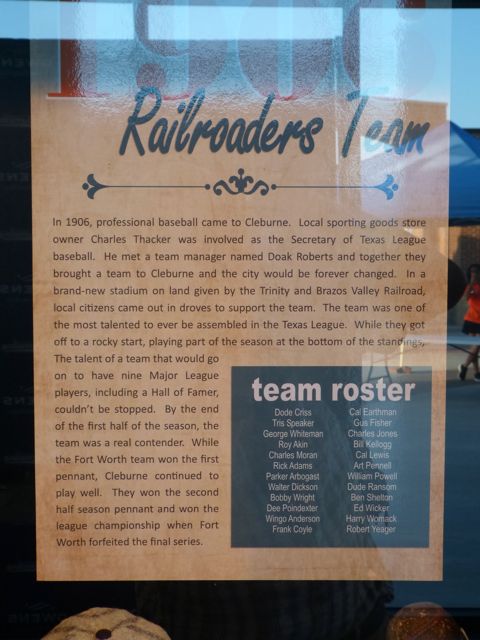 1906
Railroaders Team
In 1906, professional baseball came to Cleburne. Local sporting goods store
owner Charles Thacker was involved as the Secretary of Texas League
baseball. He met a team manager named Doak Roberts and together they
brought a team to Cleburne and the city would be forever changed. In a
brand-new stadium on land given by the Trinity and Brazos Valley Railroad,
local citizens came out in droves to support the team. The team was one of
the most talented to ever be assembled in the Texas League. While they got
off to a rocky start, playing part of the season at the bottom of the standings,
The talent of a team that would go
on to have nine Major League
players, including a Hall of Famer,
couldn't be stopped. By the end
of the first half of the season, the
team was a real contender. While
the Fort Worth team won the first
pennant, Cleburne continued to
play well. They won the second
half season pennant and won the
league championship when Fort
Worth forfeited the final series.
team roster
Dode Criss
Tris Speaker
George Whiteman
Roy Akin
Charles Moran
Rick Adams
Parker Arbogast
Walter Dickson
Bobby Wright
Dee Poindexter
Wingo Anderson
Frank Coyle
Cal Earthman
Gus Fisher
Charles Jones
Bill Kellogg
Cal Lewis
Art Pennell
William Powell
Dude Ransom
Ben Shelton
Ed Wicker
Harry Womack
Robert Yeager